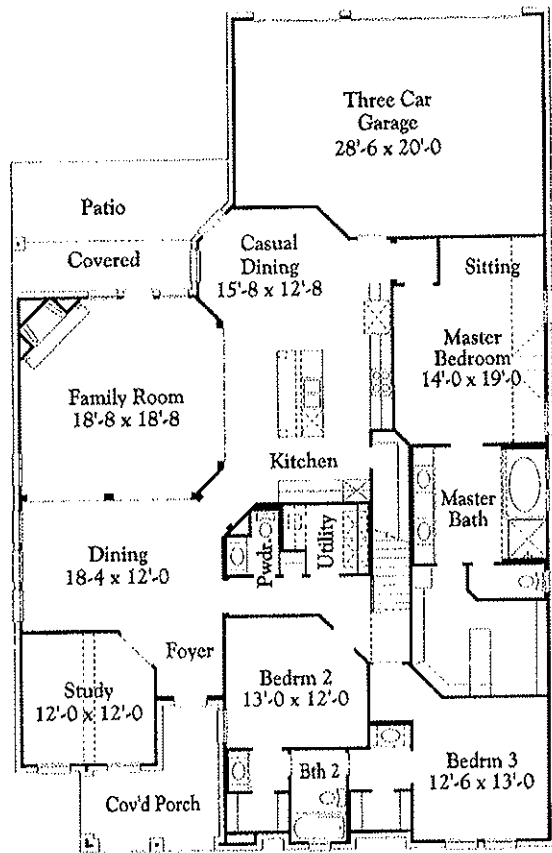 Three Car
Garage
28'-6 x 20'-0
Patio
Covered
Casual
Dining
15'-8 x 12'-8
Sitting
Master
Bedroom
14'-0 x 19'-0
Family Room
18'-8 x 18'-8
Kitchen
Master
Bath
Dining
18-4 x 12'-0
Pwdr.
Utility
Foyer
Study
12'-0 x 12'-0
Bedrm 2
13'-0 x 12'-0
Cov'd Porch
Bth 2
Bedrm 3
12'-6 x 13'-0